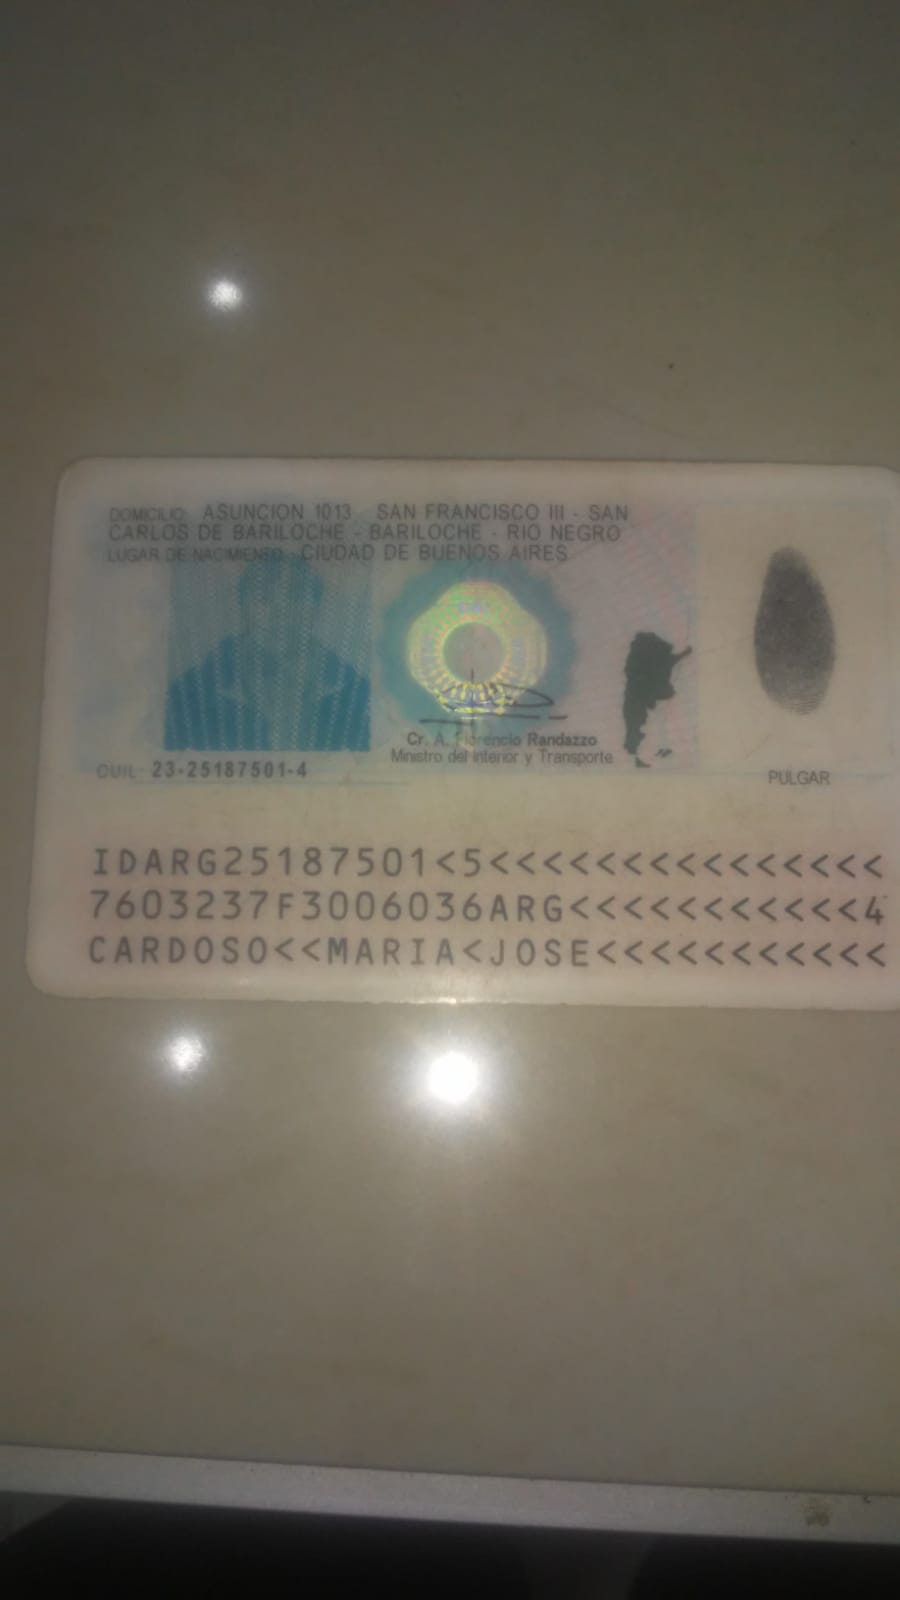 DOMICILIO: ASUNCION 1013 SAN FRANCISCO III - SAN
CARLOS DE BARILOCHE - BARILOCHE - RIO NEGRO
LUGAR DE NACIMIENTO: CIUDAD DE BUENOS AIRES
Cr. A. Florencio Randazzo
Ministro del Interior y Transporte
CUIL: 23-25187501-4
PULGAR
IDARG25187501<5<<<<<<<<<<<<<<<
7603237F3006036ARG<<<<<<<<<<<4
CARDOSO<<MARIA<JOSE<<<<<<<<<<<